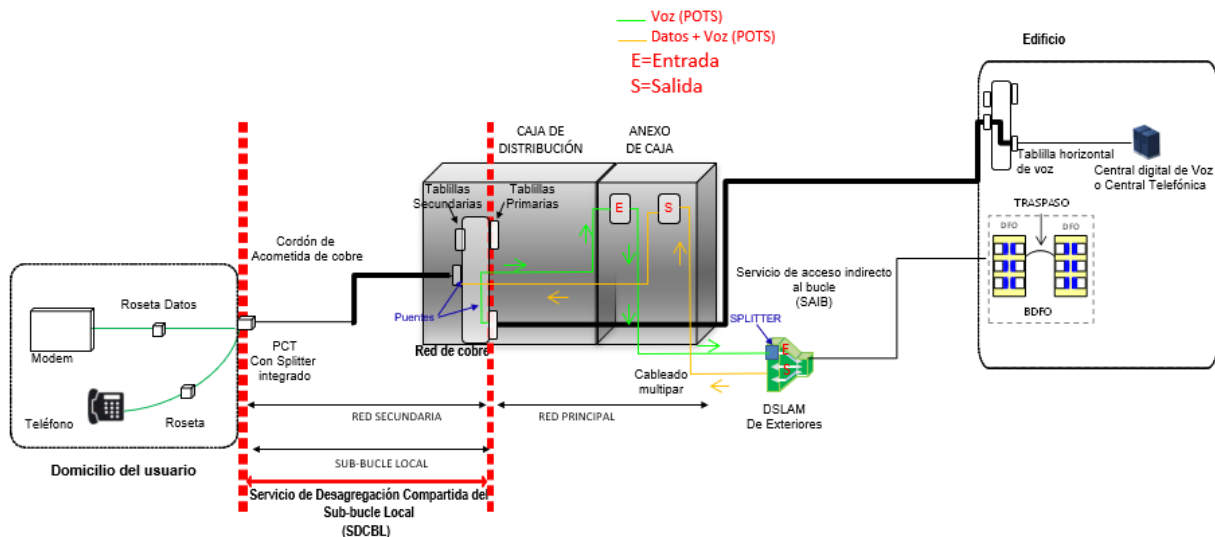 Voz (POTS)
Datos + Voz (POTS)
E=Entrada
S=Salida
Edificio
CAJA DE
DISTRIBUCIÓN
ANEXO
DE CAJA
Tablillas
Secundarias
Tablillas
Primarias
E
S
Tablilla horizontal
de voz
Central digital de Voz
o Central Telefónica
TRASPASO
DFO
DFO
BDFO
Cordón de
Acometida de cobre
Servicio de acceso indirecto
al bucle
(SAIB)
Roseta Datos
Modem
PCT
Con Splitter
integrado
Puentes
Red de cobre
SPLITTER
E
S
Cableado
multipar
DSLAM
De Exteriores
Teléfono
Roseta
RED SECUNDARIA
RED PRINCIPAL
Domicilio del usuario
SUB-BUCLE LOCAL
Servicio de Desagregación Compartida del
Sub-bucle Local
(SDCBL)